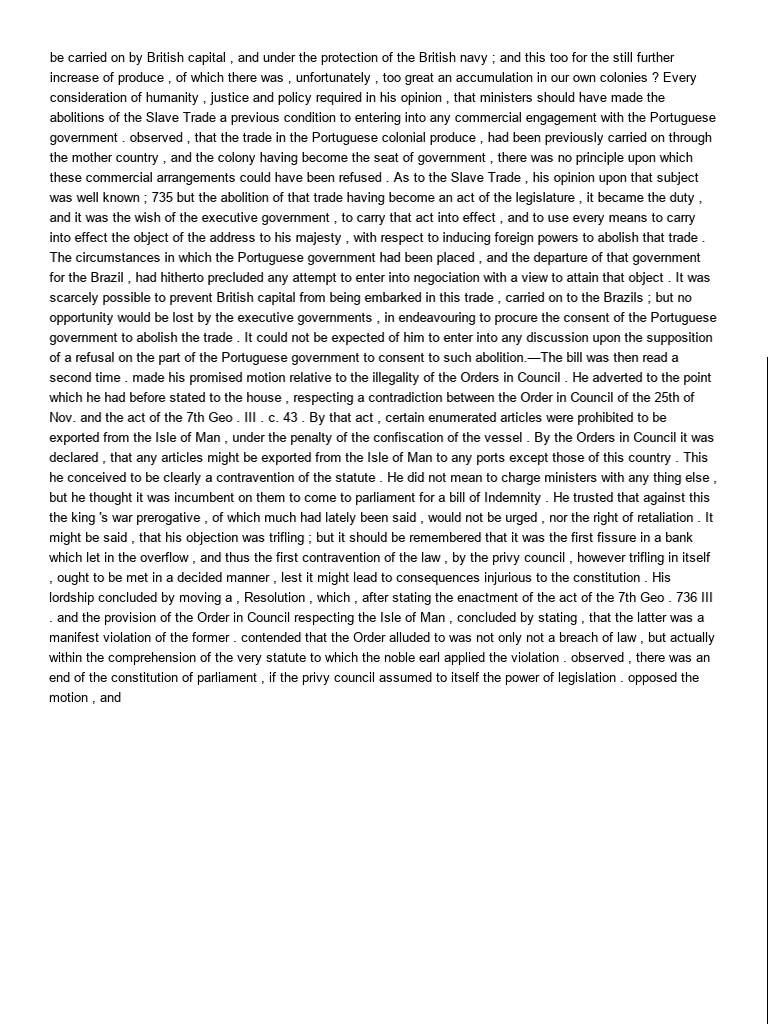 be carried on by British capital , and under the protection of the British navy ; and this too for the still further
increase of produce , of which there was , unfortunately , too great an accumulation in our own colonies ? Every
consideration of humanity , justice and policy required in his opinion , that ministers should have made the
abolitions of the Slave Trade a previous condition to entering into any commercial engagement with the Portuguese
government . observed , that the trade in the Portuguese colonial produce , had been previously carried on through
the mother country , and the colony having become the seat of government , there was no principle upon which
these commercial arrangements could have been refused . As to the Slave Trade , his opinion upon that subject
was well known ; 735 but the abolition of that trade having become an act of the legislature , it became the duty ,
and it was the wish of the executive government , to carry that act into effect , and to use every means to carry
into effect the object of the address to his majesty , with respect to inducing foreign powers to abolish that trade .
The circumstances in which the Portuguese government had been placed , and the departure of that government
for the Brazil , had hitherto precluded any attempt to enter into negociation with a view to attain that object . It was
scarcely possible to prevent British capital from being embarked in this trade , carried on to the Brazils ; but no
opportunity would be lost by the executive governments , in endeavouring to procure the consent of the Portuguese
government to abolish the trade . It could not be expected of him to enter into any discussion upon the supposition
of a refusal on the part of the Portuguese government to consent to such abolition.—The bill was then read a
second time . made his promised motion relative to the illegality of the Orders in Council . He adverted to the point
which he had before stated to the house , respecting a contradiction between the Order in Council of the 25th of
Nov. and the act of the 7th Geo . III . c. 43 . By that act , certain enumerated articles were prohibited to be
exported from the Isle of Man , under the penalty of the confiscation of the vessel . By the Orders in Council it was
declared , that any articles might be exported from the Isle of Man to any ports except those of this country . This
he conceived to be clearly a contravention of the statute . He did not mean to charge ministers with any thing else ,
but he thought it was incumbent on them to come to parliament for a bill of Indemnity . He trusted that against this
the king 's war prerogative , of which much had lately been said , would not be urged , nor the right of retaliation . It
might be said , that his objection was trifling ; but it should be remembered that it was the first fissure in a bank
which let in the overflow , and thus the first contravention of the law , by the privy council , however trifling in itself
, ought to be met in a decided manner , lest it might lead to consequences injurious to the constitution . His
lordship concluded by moving a , Resolution , which , after stating the enactment of the act of the 7th Geo . 736 III
. and the provision of the Order in Council respecting the Isle of Man , concluded by stating , that the latter was a
manifest violation of the former . contended that the Order alluded to was not only not a breach of law , but actually
within the comprehension of the very statute to which the noble earl applied the violation . observed , there was an
end of the constitution of parliament , if the privy council assumed to itself the power of legislation . opposed the
motion , and